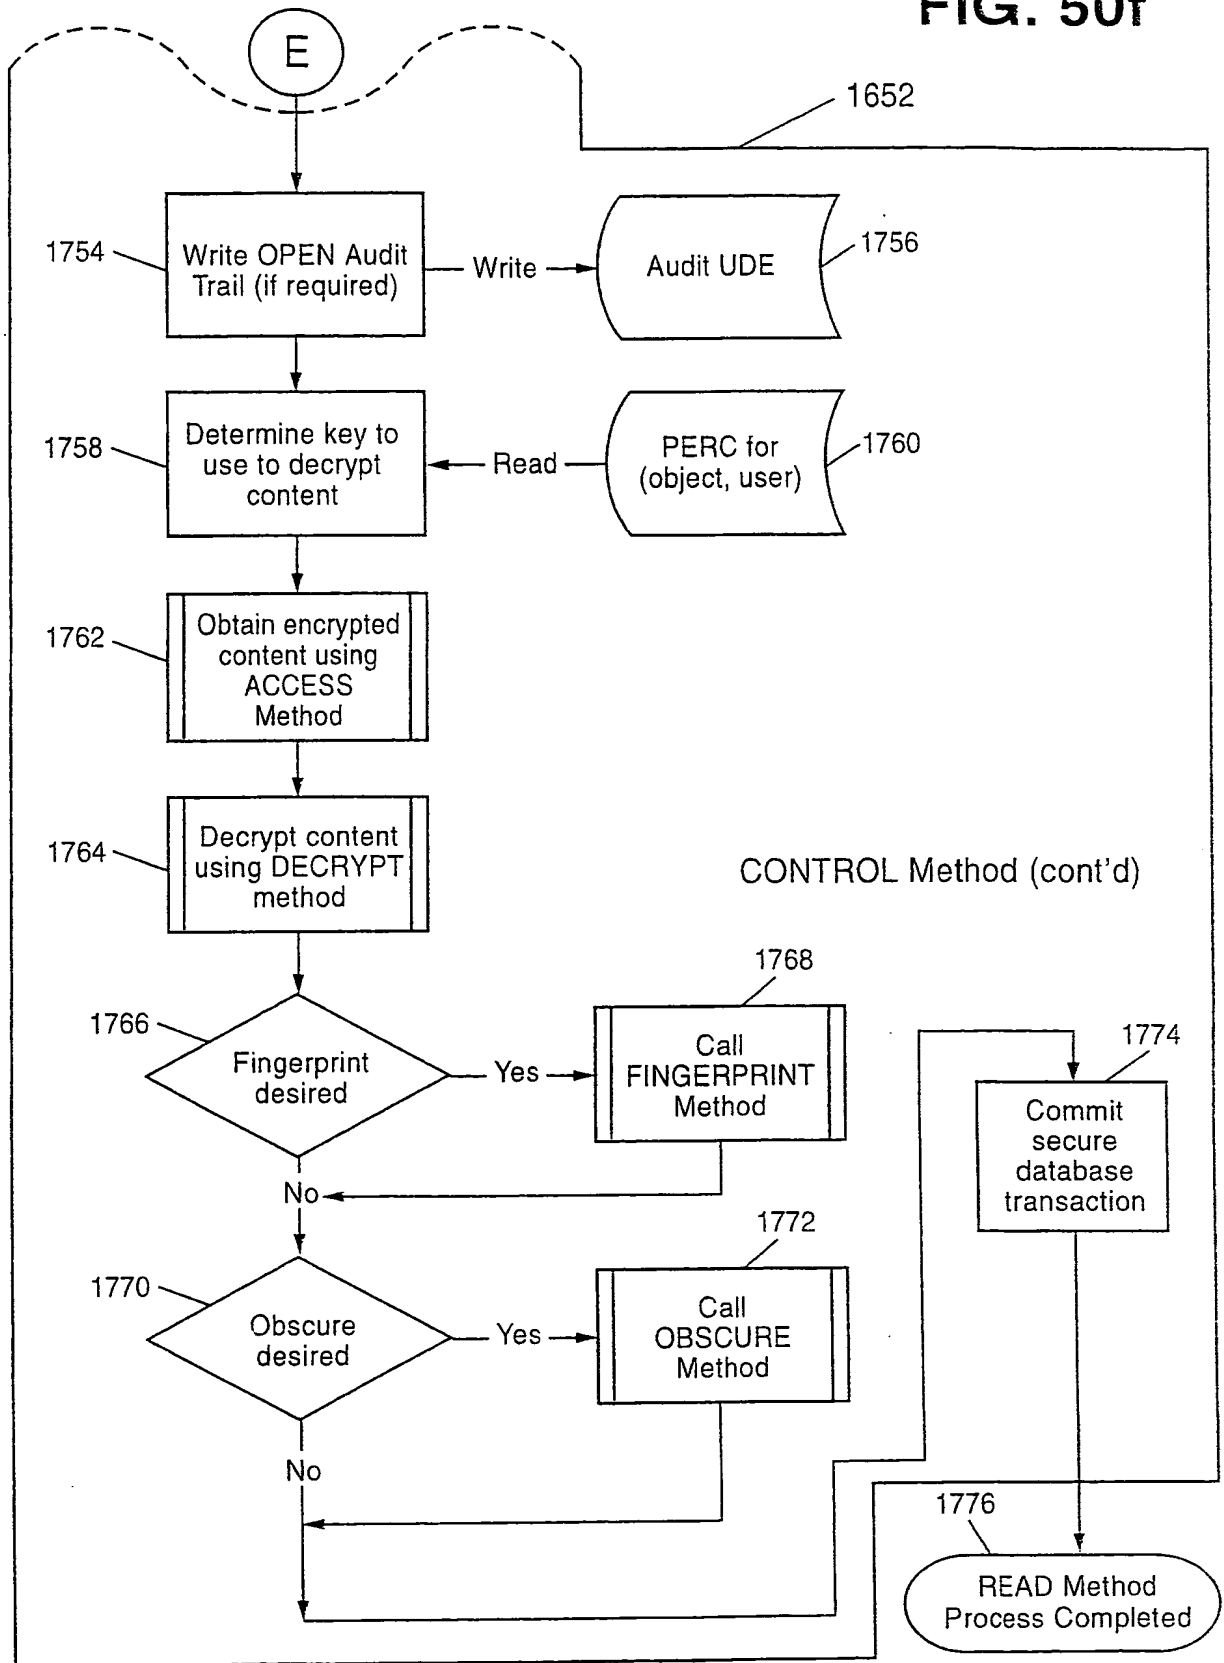 FIG. 50f
E
1652
1754
Write OPEN Audit
Trail (if required)
Write
Audit UDE
1756
1758
Determine key to
use to decrypt
content
Read
PERC for
(object, user)
1760
1762
Obtain encrypted
content using
ACCESS
Method
1764
Decrypt content
using DECRYPT
method
CONTROL Method (cont'd)
1766
Fingerprint
desired
Yes
1768
Call
FINGERPRINT
Method
No
1774
Commit
secure
database
transaction
1770
Obscure
desired
Yes
1772
Call
OBSCURE
Method
No
1776
READ Method
Process Completed